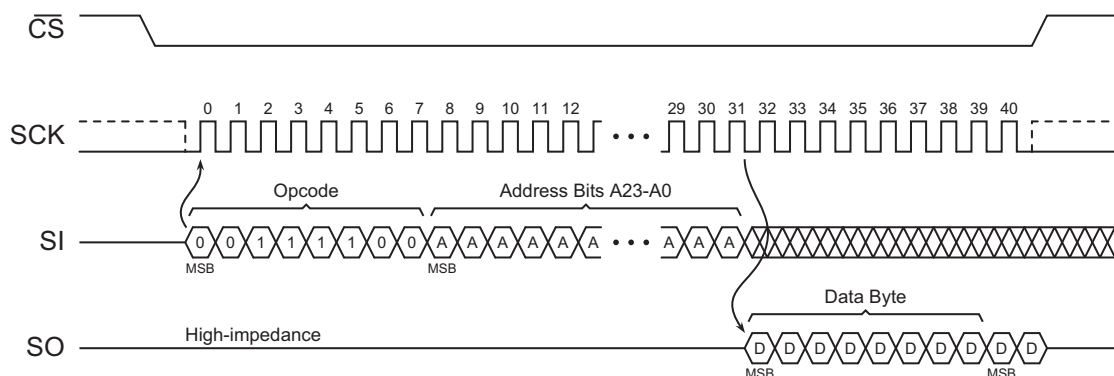 CS
0 1 2 3 4 5 6 7 8 9 10 11 12 29 30 31 32 33 34 35 36 37 38 39 40
SCK
Opcode Address Bits A23-A0
SI 0 0 1 1 1 1 0 0 A A A A A A A A A
MSB MSB
Data Byte
High-impedance
SO D D D D D D D D D D
MSB MSB